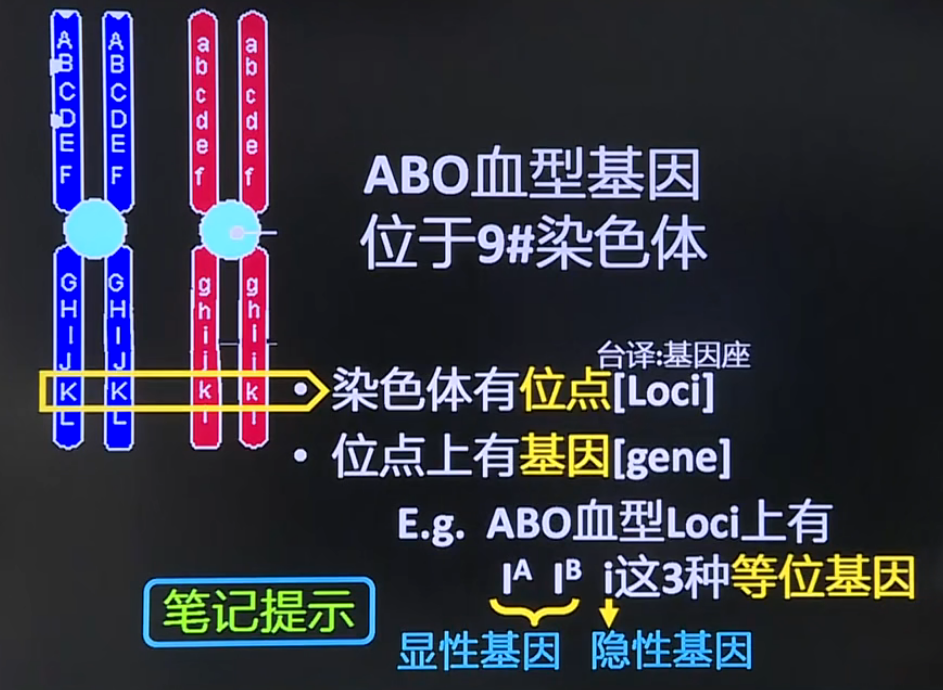 A A a a
B B b b
C C c c
D D d d
E E e e
F F f f
G G g g
H H h h
I I i i
J J j j
K K k k
L L l l
ABO血型基因
位于9#染色体
台译:基因座
• 染色体有位点[Loci]
• 位点上有基因[gene]
E.g. ABO血型Loci上有
Iᴬ Iᴮ i这3种等位基因
笔记提示
显性基因 隐性基因